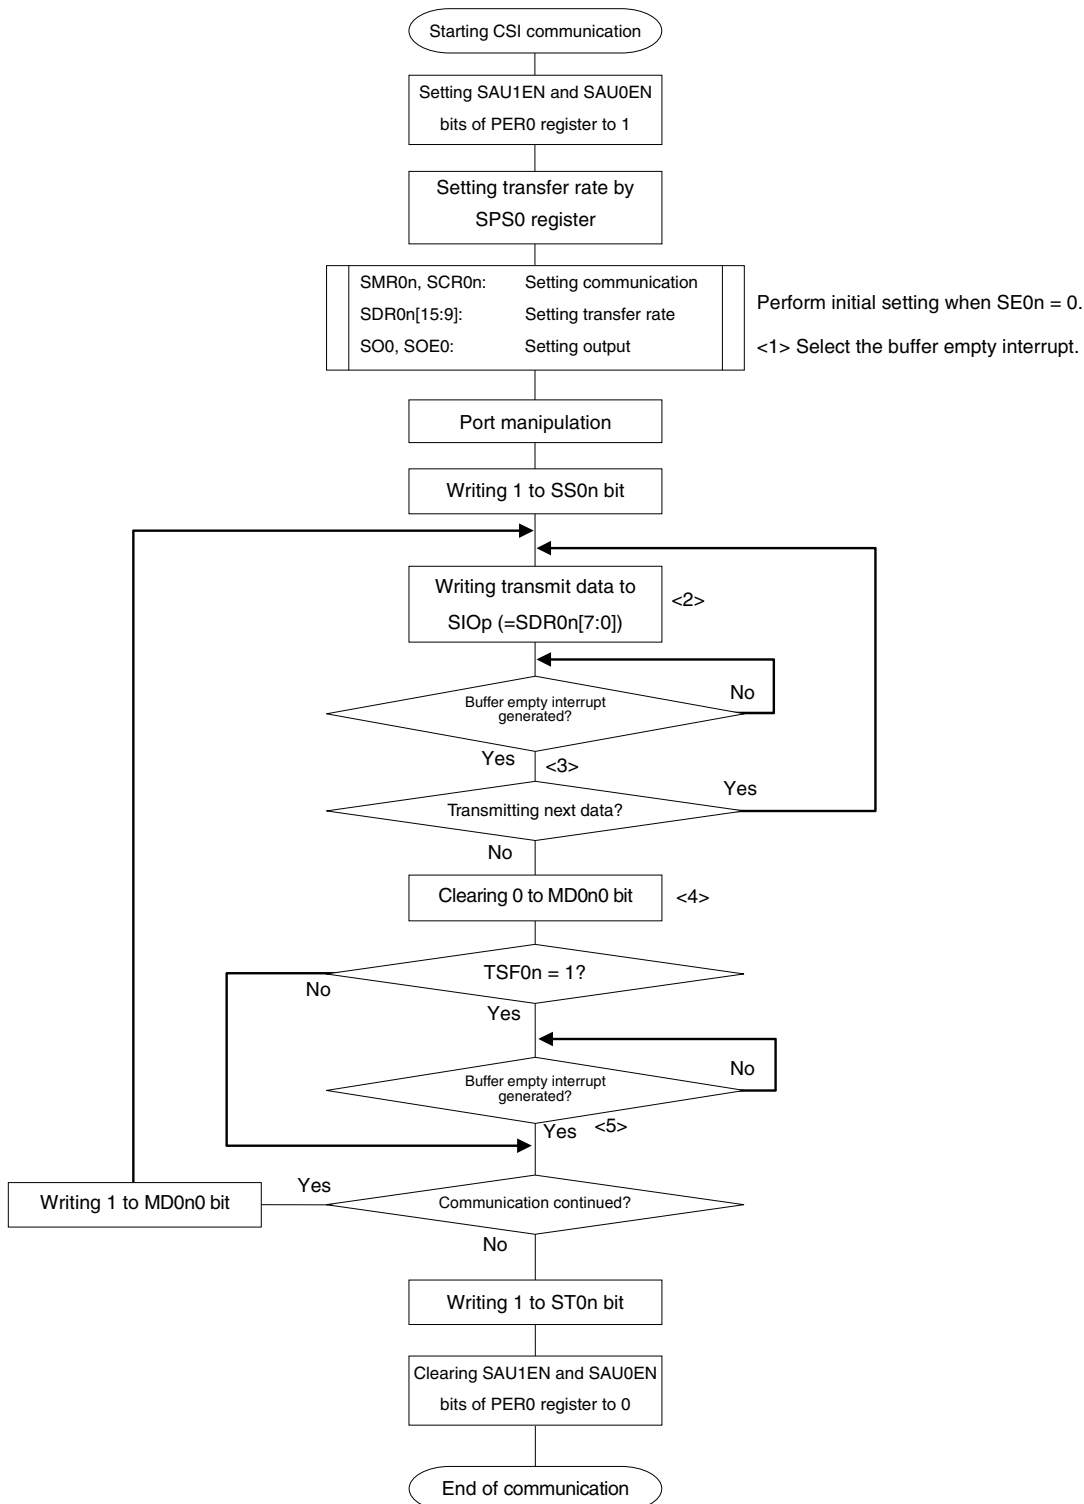 Starting CSI communication
Setting SAU1EN and SAU0EN
bits of PER0 register to 1
Setting transfer rate by
SPS0 register
SMR0n, SCR0n: Setting communication
SDR0n[15:9]: Setting transfer rate
SO0, SOE0: Setting output
Perform initial setting when SE0n = 0.
<1> Select the buffer empty interrupt.
Port manipulation
Writing 1 to SS0n bit
Writing transmit data to
SIOp (=SDR0n[7:0])
<2>
Buffer empty interrupt
generated?
No
Yes
<3>
Transmitting next data?
Yes
No
Clearing 0 to MD0n0 bit
<4>
TSF0n = 1?
No
Yes
Buffer empty interrupt
generated?
No
Yes
<5>
Communication continued?
Yes
Writing 1 to MD0n0 bit
No
Writing 1 to ST0n bit
Clearing SAU1EN and SAU0EN
bits of PER0 register to 0
End of communication